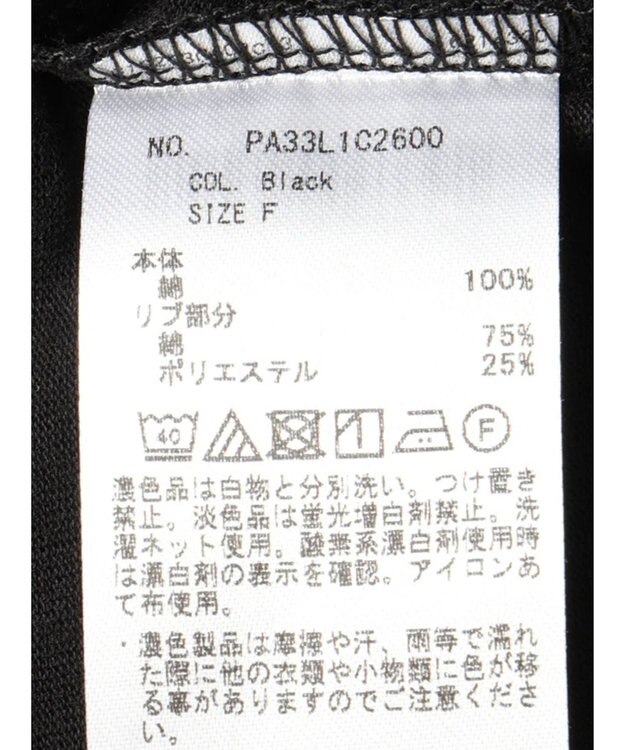 NO. PA33L1C2600
COL. Black
SIZE F
本体
綿 100%
リブ部分
綿 75%
ポリエステル 25%
40 F
濃色品は白物と分別洗い。つけ置き
禁止。淡色品は蛍光増白剤禁止。洗
濯ネット使用。酸素系漂白剤使用時
は漂白剤の表示を確認。アイロンあ
て布使用。
・濃色製品は摩擦や汗、雨等で濡れ
た際に他の衣類や小物類に色が移
る事がありますのでご注意くださ
い。